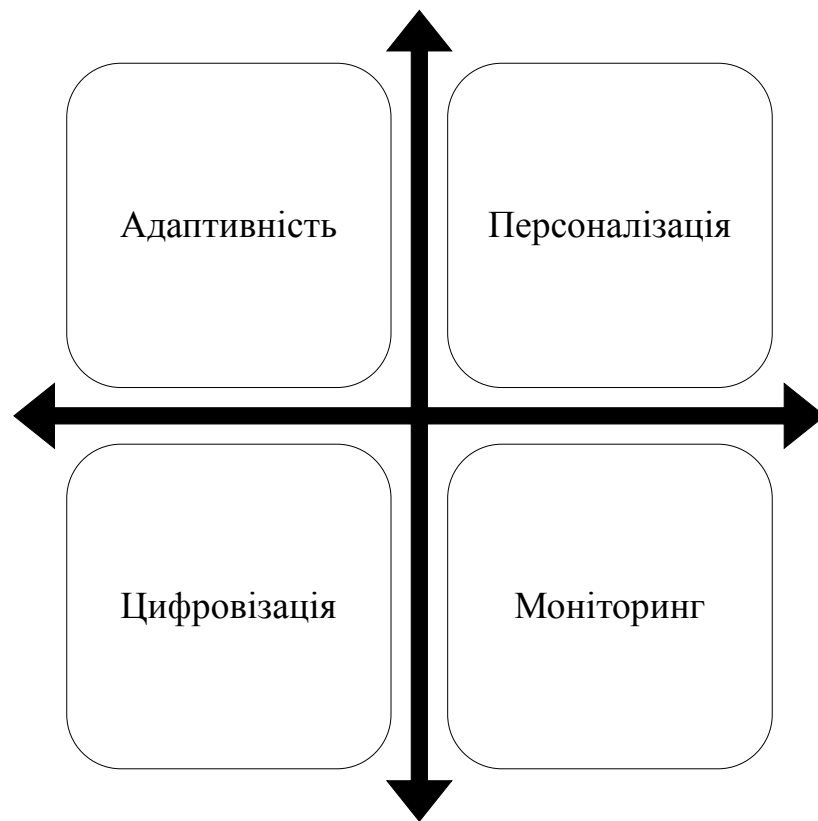 Адаптивність
Персоналізація
Цифровізація
Моніторинг